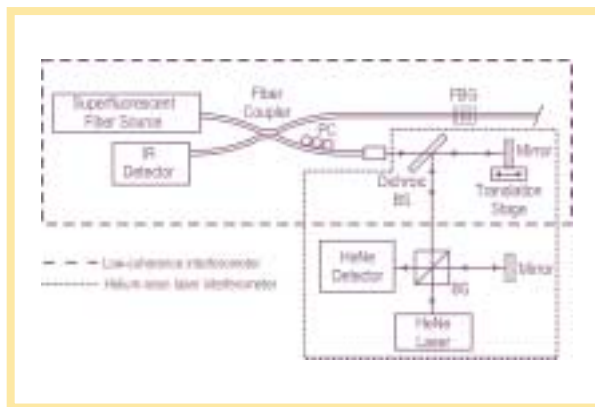 Superfluorescent
Fiber Source
Fiber
Coupler
FBG
PC
IR
Detector
Mirror
Dichroic
BS
Translation
Stage
HeNe
Detector
Mirror
BS
HeNe
Laser
Low-coherence interferometer
Helium-neon laser interferometer